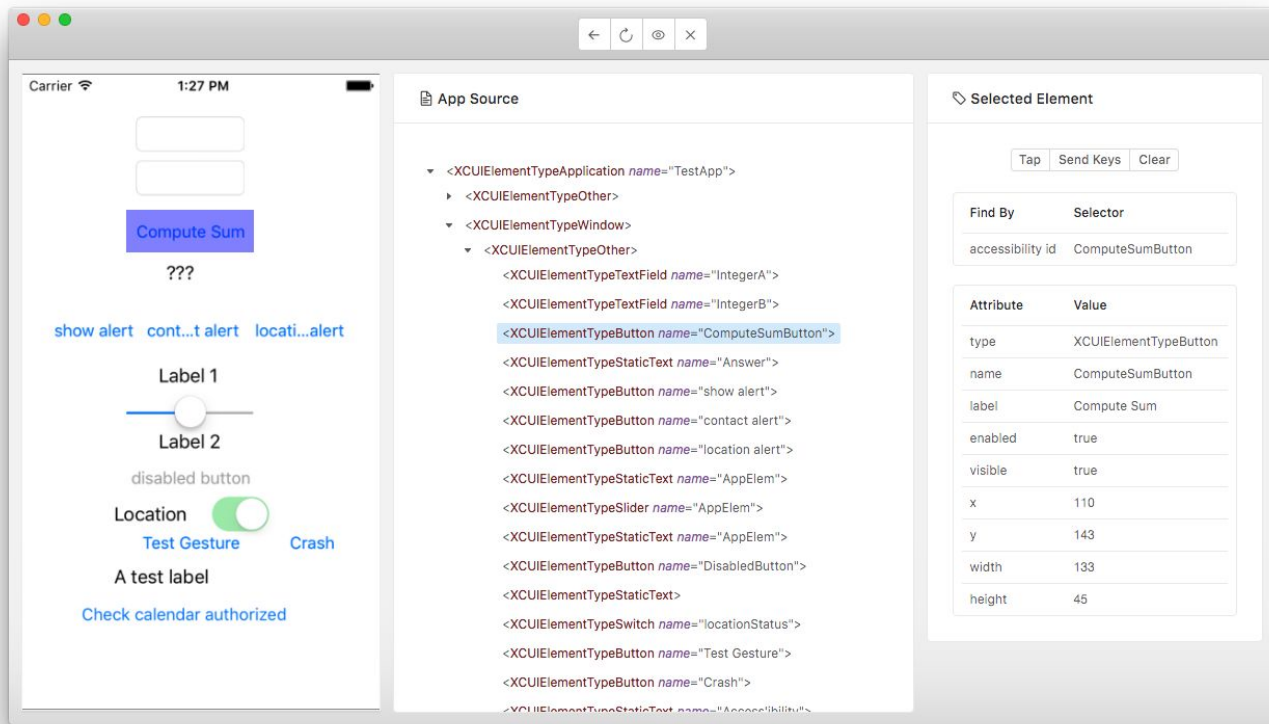 Carrier 1:27 PM
Compute Sum
???
show alert cont...t alert locati...alert
Label 1
Label 2
disabled button
Location
Test Gesture Crash
A test label
Check calendar authorized
App Source
<XCUIElementTypeApplication name="TestApp">
<XCUIElementTypeOther>
<XCUIElementTypeWindow>
<XCUIElementTypeOther>
<XCUIElementTypeTextField name="IntegerA">
<XCUIElementTypeTextField name="IntegerB">
<XCUIElementTypeButton name="ComputeSumButton">
<XCUIElementTypeStaticText name="Answer">
<XCUIElementTypeButton name="show alert">
<XCUIElementTypeButton name="contact alert">
<XCUIElementTypeButton name="location alert">
<XCUIElementTypeStaticText name="AppElem">
<XCUIElementTypeSlider name="AppElem">
<XCUIElementTypeStaticText name="AppElem">
<XCUIElementTypeButton name="DisabledButton">
<XCUIElementTypeStaticText>
<XCUIElementTypeSwitch name="locationStatus">
<XCUIElementTypeButton name="Test Gesture">
<XCUIElementTypeButton name="Crash">
<XCUIElementTypeStaticText name="Access'ibility">
Selected Element
Tap Send Keys Clear
Find By Selector
accessibility id ComputeSumButton
Attribute Value
type XCUIElementTypeButton
name ComputeSumButton
label Compute Sum
enabled true
visible true
x 110
y 143
width 133
height 45